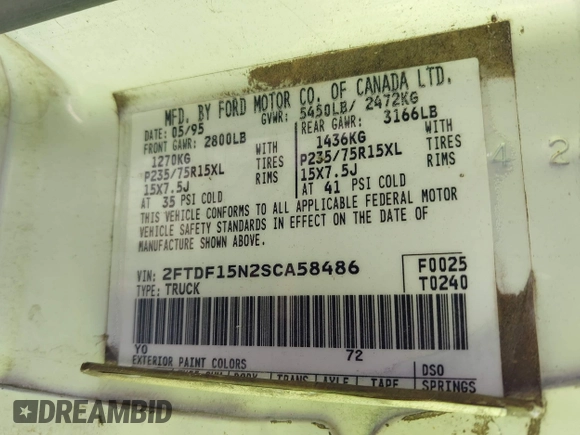 MFD. BY FORD MOTOR CO. OF CANADA LTD.
DATE: 05/95 GVWR: 5450LB/ 2472KG
FRONT GAWR: 2800LB REAR GAWR: 3166LB
1270KG WITH 1436KG WITH
P235/75R15XL TIRES P235/75R15XL TIRES
15X7.5J RIMS 15X7.5J RIMS
AT 35 PSI COLD AT 41 PSI COLD
THIS VEHICLE CONFORMS TO ALL APPLICABLE FEDERAL MOTOR
VEHICLE SAFETY STANDARDS IN EFFECT ON THE DATE OF
MANUFACTURE SHOWN ABOVE.
VIN: 2FTDF15N2SCA58486 F0025
TYPE: TRUCK T0240
YO 72
EXTERIOR PAINT COLORS DSO
BODY TRANS AXLE TAPE SPRINGS
4 2
DREAMBID